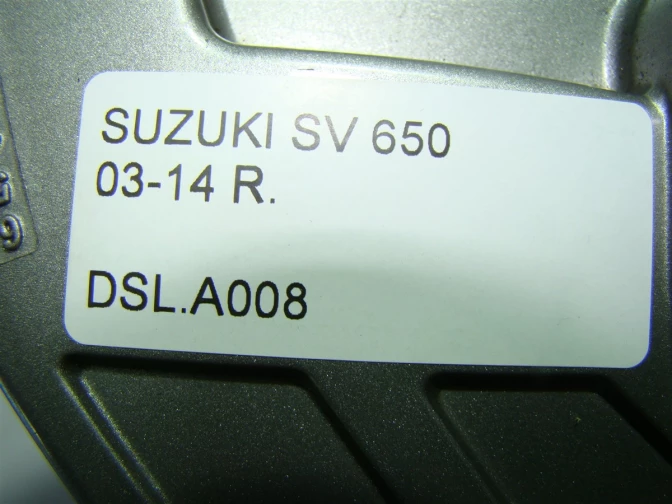 SUZUKI SV 650
03-14 R.
DSL.A008